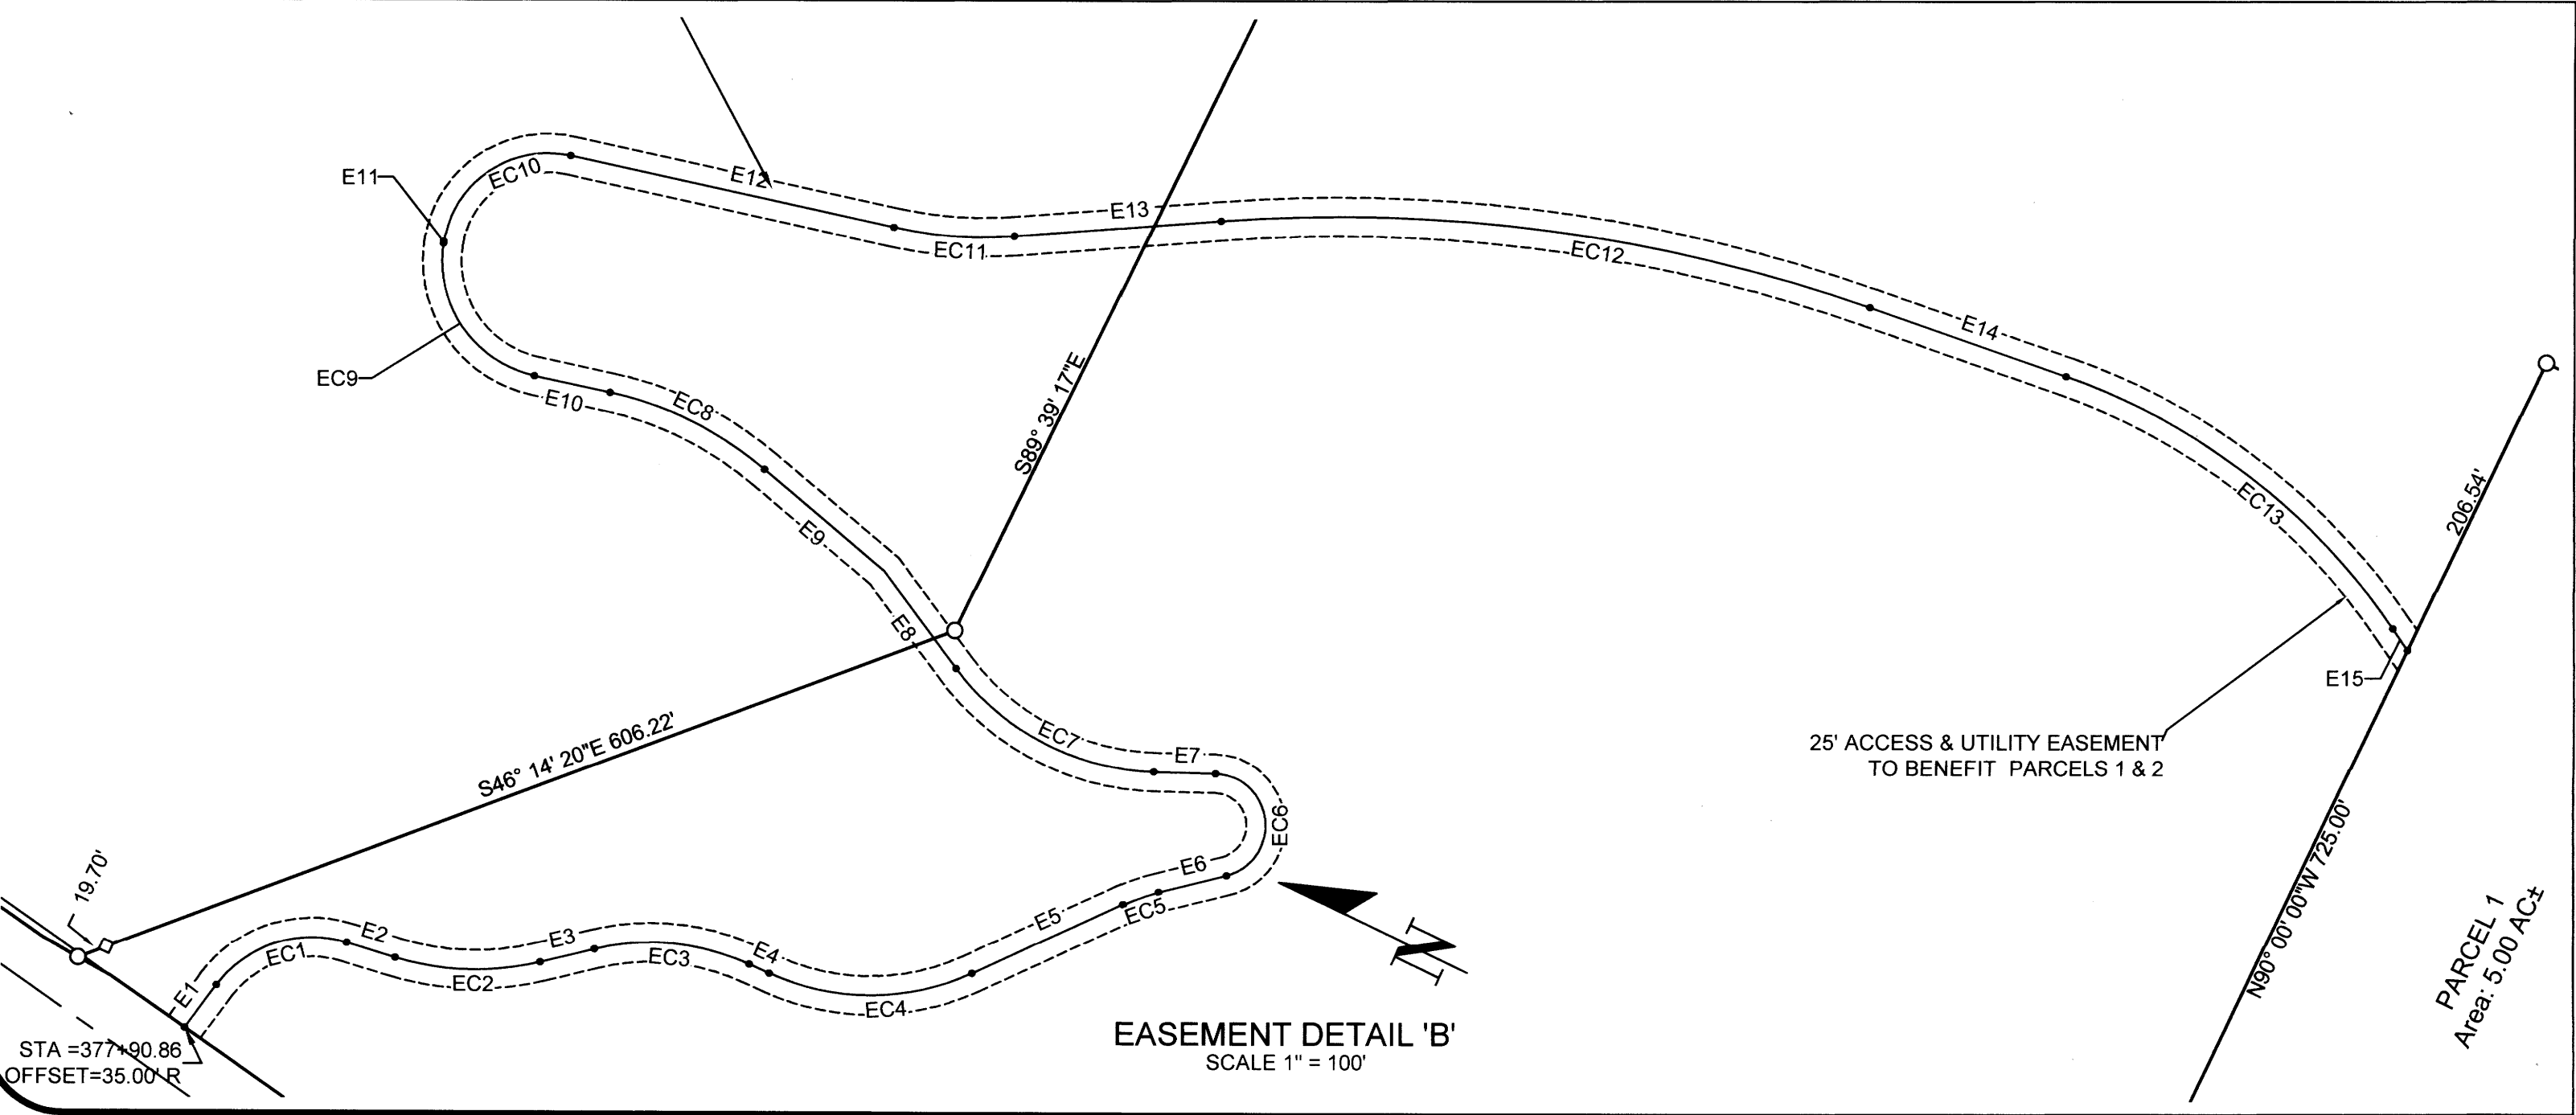 E11
EC10
E12
E13
EC11
EC12
E14
EC9
E10
EC8
S89° 39' 17"E
E9
E8
EC13
206.54'
E15
EC7
E7
25' ACCESS & UTILITY EASEMENT
TO BENEFIT PARCELS 1 & 2
S46° 14' 20"E 606.22'
EC6
E6
19.70'
E5
EC5
E1
EC1
E2
EC2
E3
EC3
E4
EC4
N
N90° 00' 00"W 725.00'
PARCEL 1
Area: 5.00 AC±
STA =377+90.86
OFFSET=35.00' R
EASEMENT DETAIL 'B'
SCALE 1" = 100'